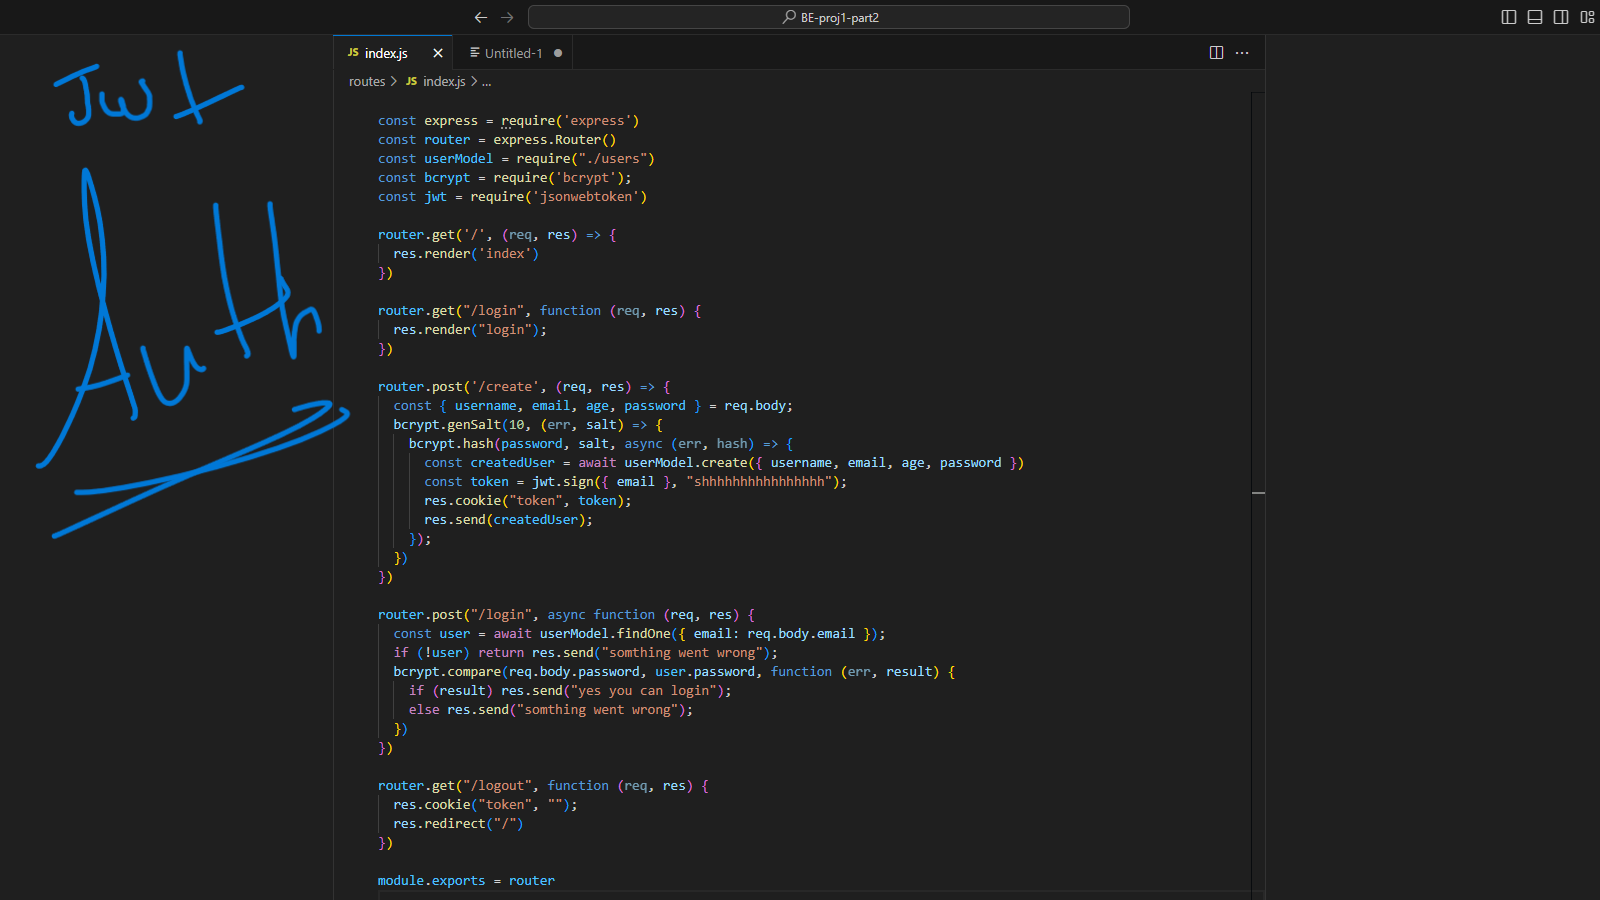 BE-proj1-part2
Jwt
Auth
JS index.js
Untitled-1
routes > JS index.js > ...
const express = require('express')
const router = express.Router()
const userModel = require("./users")
const bcrypt = require('bcrypt');
const jwt = require('jsonwebtoken')
router.get('/', (req, res) => {
res.render('index')
})
router.get("/login", function (req, res) {
res.render("login");
})
router.post('/create', (req, res) => {
const { username, email, age, password } = req.body;
bcrypt.genSalt(10, (err, salt) => {
bcrypt.hash(password, salt, async (err, hash) => {
const createdUser = await userModel.create({ username, email, age, password })
const token = jwt.sign({ email }, "shhhhhhhhhhhhhhhh");
res.cookie("token", token);
res.send(createdUser);
});
})
})
router.post("/login", async function (req, res) {
const user = await userModel.findOne({ email: req.body.email });
if (!user) return res.send("somthing went wrong");
bcrypt.compare(req.body.password, user.password, function (err, result) {
if (result) res.send("yes you can login");
else res.send("somthing went wrong");
})
})
router.get("/logout", function (req, res) {
res.cookie("token", "");
res.redirect("/")
})
module.exports = router